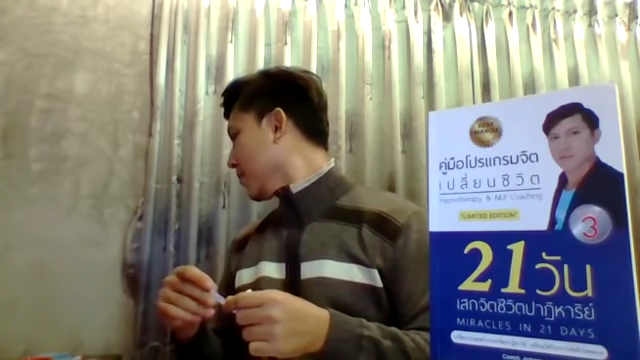 คู่มือโปรแกรมจิต
เปลี่ยนชีวิต
Hypnotherapy & NLP Coaching
"LIMITED EDITION"
3
21 วัน
เสกจิตชีวิตปาฏิหาริย์
MIRACLES IN 21 DAYS
Coach